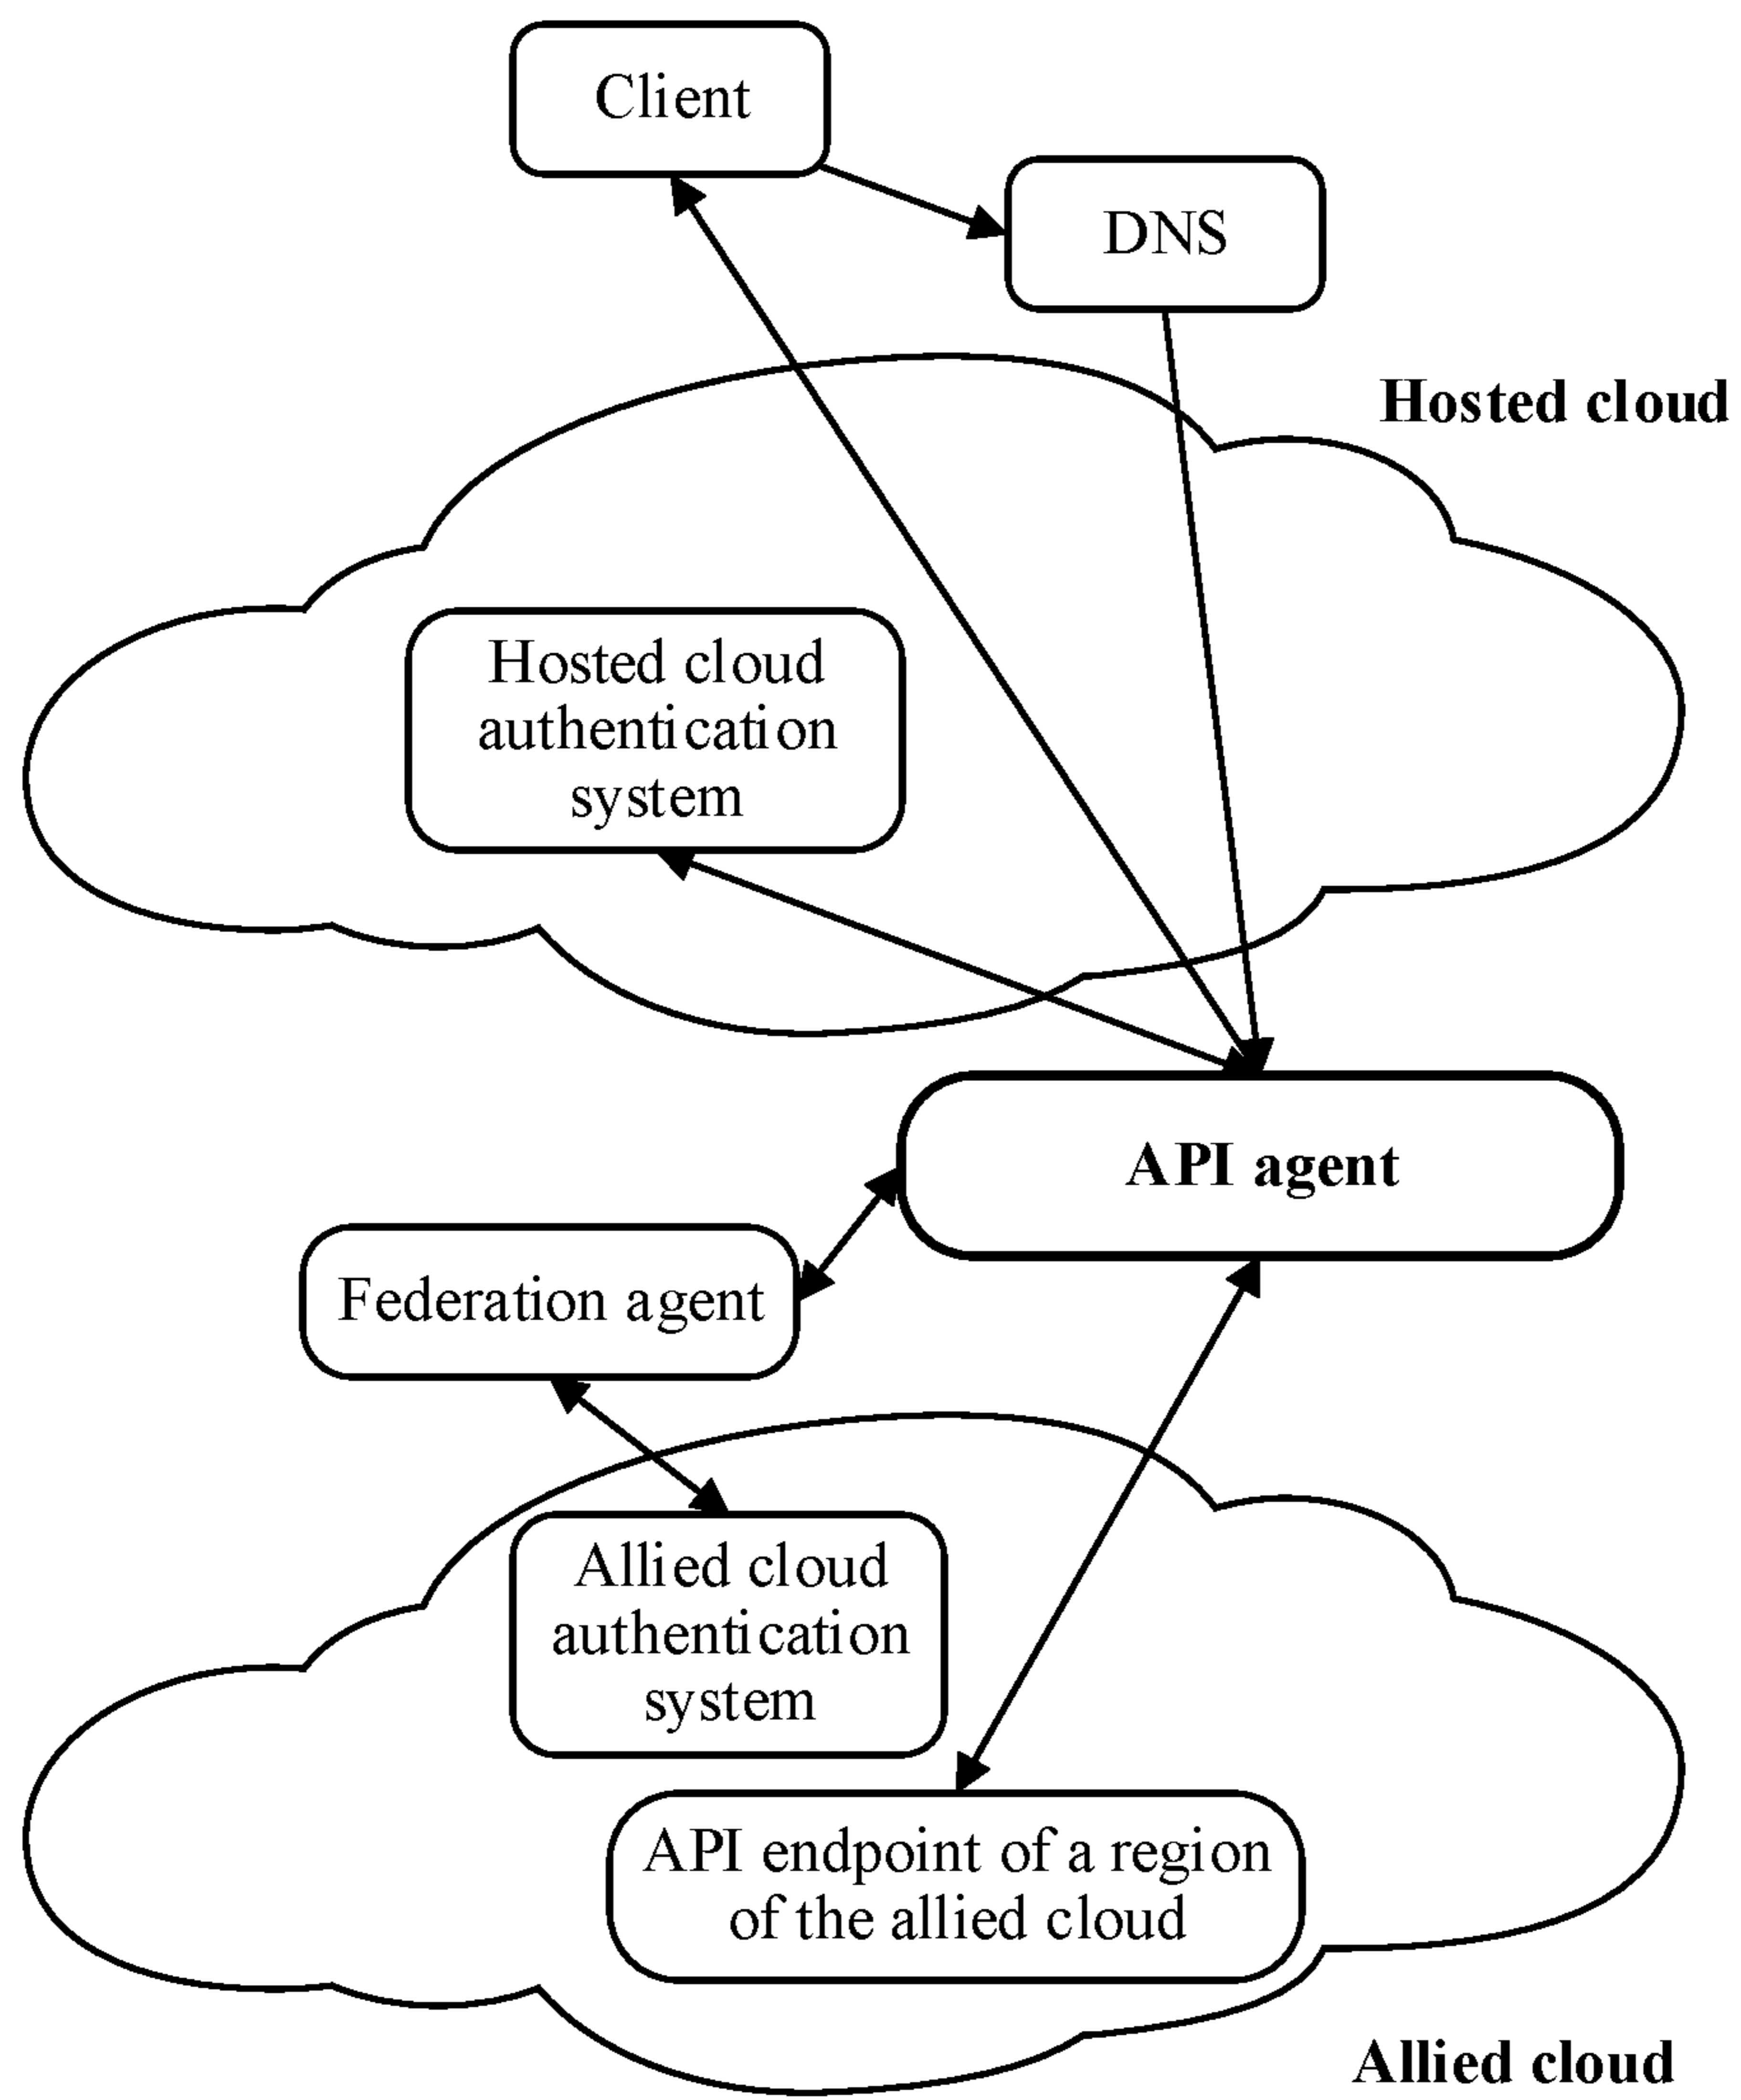 Client
DNS
Hosted cloud
Hosted cloud
authentication
system
API agent
Federation agent
Allied cloud
authentication
system
API endpoint of a region
of the allied cloud
Allied cloud